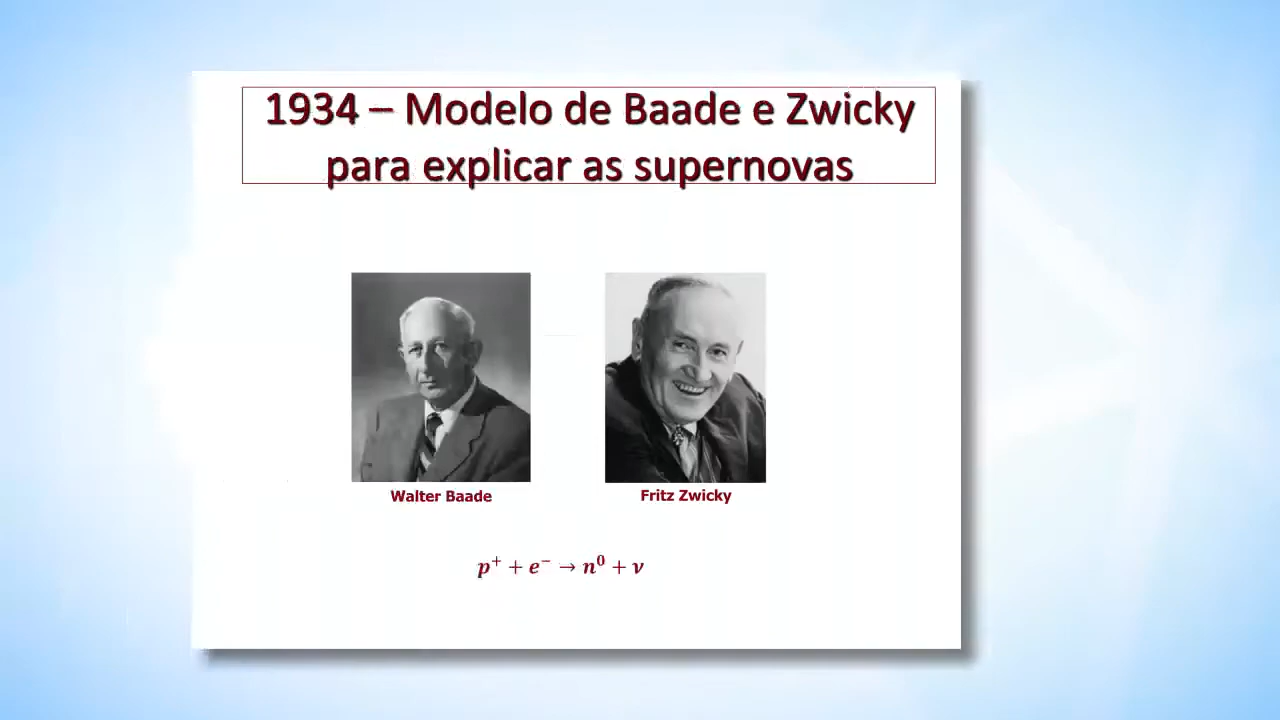 1934 – Modelo de Baade e Zwicky
para explicar as supernovas
Walter Baade
Fritz Zwicky
p⁺ + e⁻ → n⁰ + ν